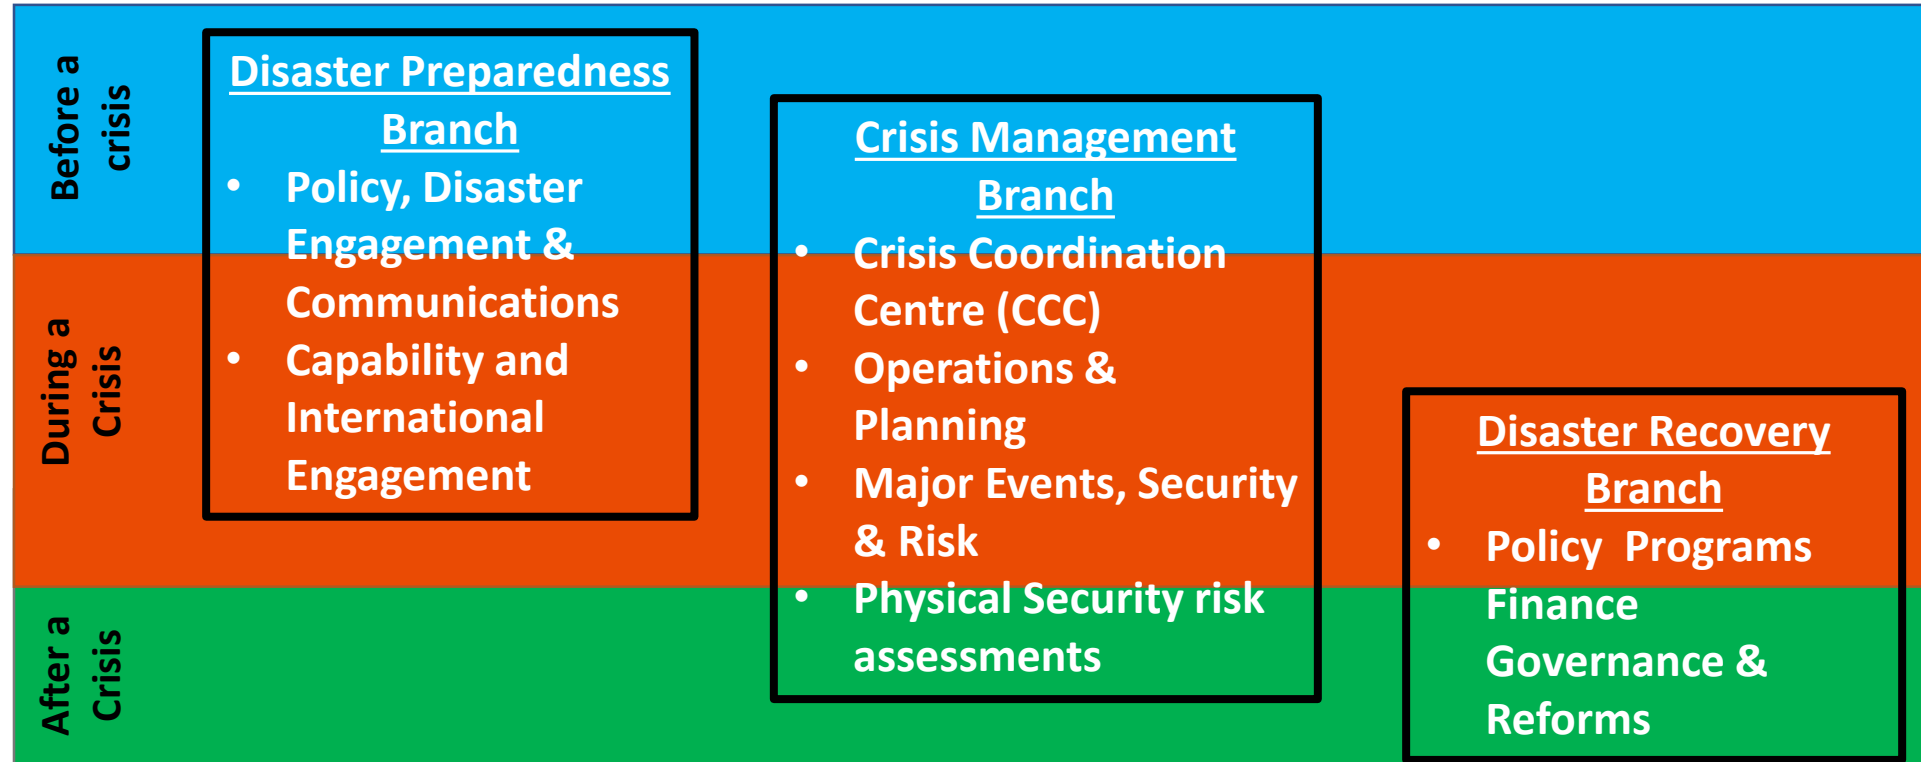 Before a
crisis
During a
Crisis
After a
Crisis
Disaster Preparedness
Branch
• Policy, Disaster
Engagement &
Communications
• Capability and
International
Engagement
Crisis Management
Branch
• Crisis Coordination
Centre (CCC)
• Operations &
Planning
• Major Events, Security
& Risk
• Physical Security risk
assessments
Disaster Recovery
Branch
• Policy  Programs
Finance
Governance &
Reforms